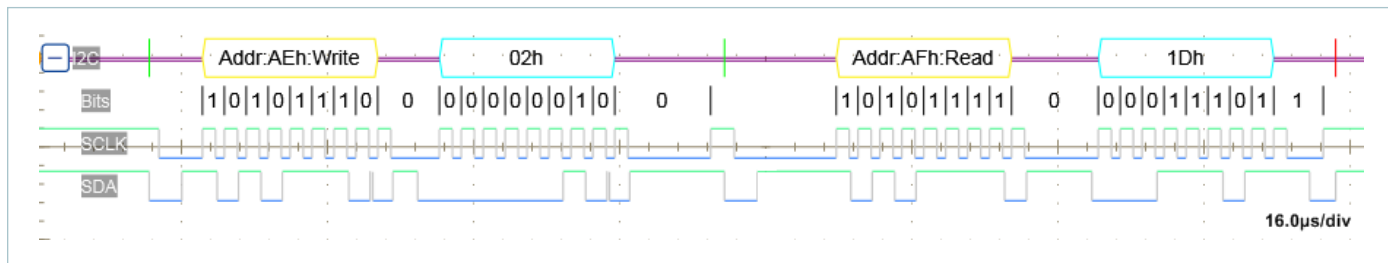 I2C Addr:AEh:Write 02h Addr:AFh:Read 1Dh
Bits 1 0 1 0 1 1 1 0 0 0 0 0 0 0 0 1 0 0 1 0 1 0 1 1 1 1 0 0 0 0 1 1 1 0 1 1
SCLK
SDA
16.0µs/div